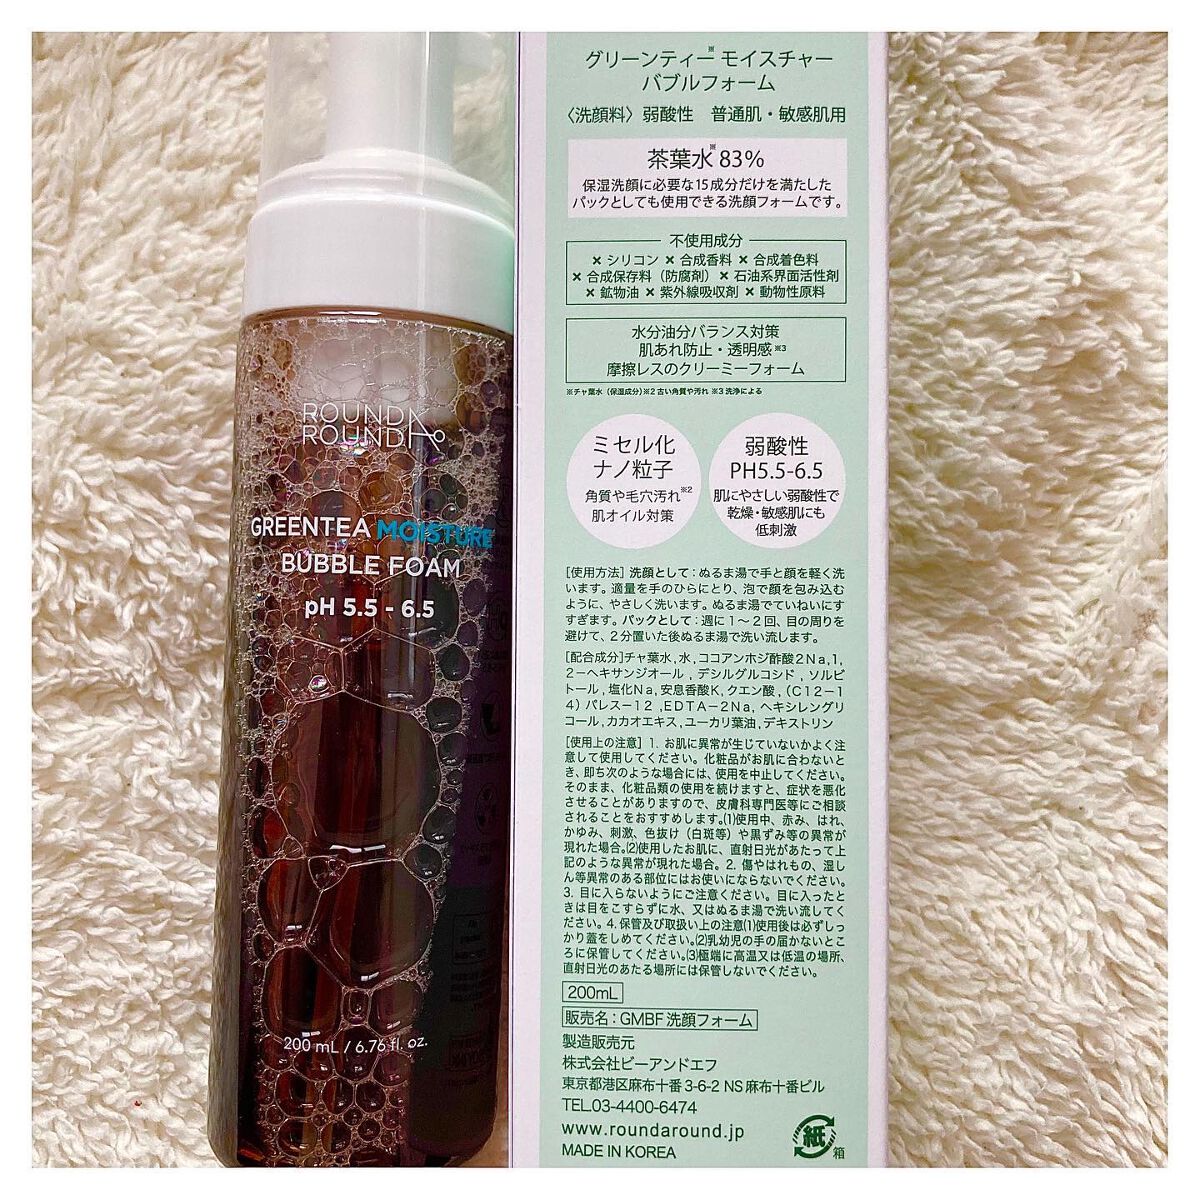 ROUND A
ROUND
GREENTEA MOISTURE
BUBBLE FOAM
pH 5.5 - 6.5
200 mL / 6.76 fl. oz.
グリーンティー※モイスチャー
バブルフォーム
〈洗顔料〉弱酸性　普通肌・敏感肌用
茶葉水※83%
保湿洗顔に必要な15成分だけを満たした
パックとしても使用できる洗顔フォームです。
不使用成分
× シリコン × 合成香料 × 合成着色料
× 合成保存料（防腐剤）× 石油系界面活性剤
× 鉱物油 × 紫外線吸収剤 × 動物性原料
水分油分バランス対策
肌あれ防止・透明感※3
摩擦レスのクリーミーフォーム
※チャ葉水（保湿成分）※2 古い角質や汚れ ※3 洗浄による
ミセル化
ナノ粒子
角質や毛穴汚れ※2
肌オイル対策
弱酸性
PH5.5-6.5
肌にやさしい弱酸性で
乾燥・敏感肌にも
低刺激
［使用方法］洗顔として：ぬるま湯で手と顔を軽く洗
います。適量を手のひらにとり、泡で顔を包み込む
ように、やさしく洗います。ぬるま湯でていねいにす
すぎます。パックとして：週に１～２回、目の周りを
避けて、２分置いた後ぬるま湯で洗い流します。
［配合成分］チャ葉水,水,ココアンホジ酢酸２Ｎａ,１,
２－ヘキサンジオール , デシルグルコシド , ソルビ
トール,塩化Ｎａ,安息香酸Ｋ,クエン酸,（Ｃ１２－１
４）パレス－１２ ,ＥＤＴＡ－２Ｎａ, ヘキシレングリ
コール,カカオエキス,ユーカリ葉油,デキストリン
［使用上の注意］1. お肌に異常が生じていないかよく注
意して使用してください。化粧品がお肌に合わないと
き、即ち次のような場合には、使用を中止してください。
そのまま、化粧品類の使用を続けますと、症状を悪化
させることがありますので、皮膚科専門医等にご相談
されることをおすすめします。(1)使用中、赤み、はれ、
かゆみ、刺激、色抜け（白斑等）や黒ずみ等の異常が
現れた場合。(2)使用したお肌に、直射日光があたって上
記のような異常が現れた場合。2. 傷やはれもの、湿し
ん等異常のある部位にはお使いにならないでください。
3. 目に入らないようにご注意ください。目に入ったと
きは目をこすらずに水、又はぬるま湯で洗い流してく
ださい。4. 保管及び取扱い上の注意(1)使用後は必ずしっ
かり蓋をしめてください。(2)乳幼児の手の届かないとこ
ろに保管してください。(3)極端に高温又は低温の場所、
直射日光のあたる場所には保管しないでください。
200mL
販売名：GMBF 洗顔フォーム
製造販売元
株式会社ビーアンドエフ
東京都港区麻布十番 3-6-2 NS 麻布十番ビル
TEL.03-4400-6474
www.roundaround.jp
MADE IN KOREA
紙
箱